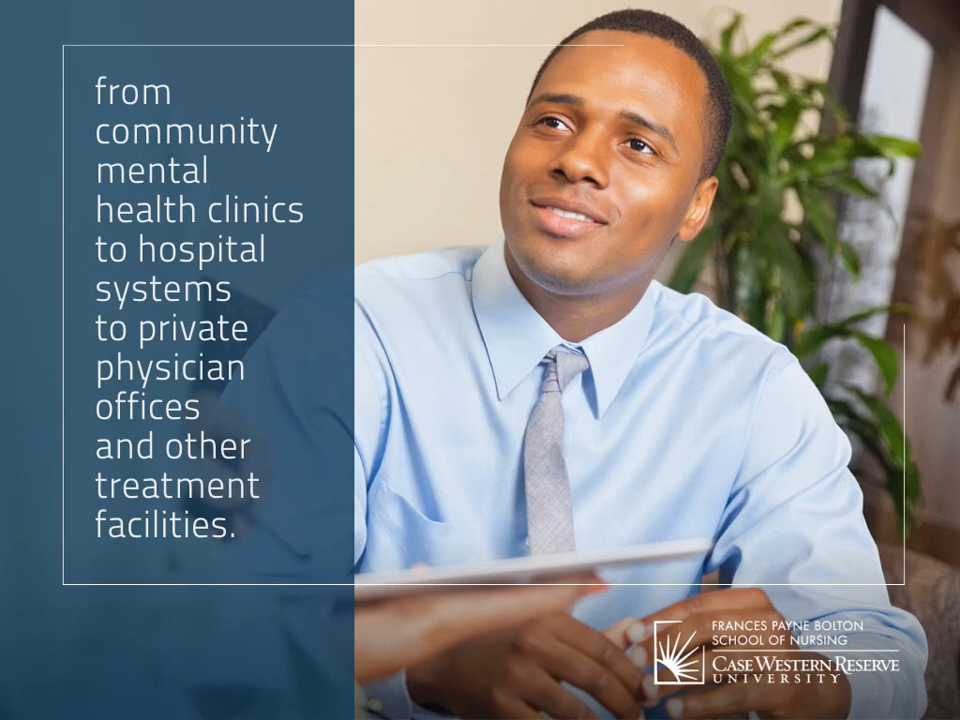 from
community
mental
health clinics
to hospital
systems
to private
physician
offices
and other
treatment
facilities.
FRANCES PAYNE BOLTON
SCHOOL OF NURSING
CASE WESTERN RESERVE
UNIVERSITY